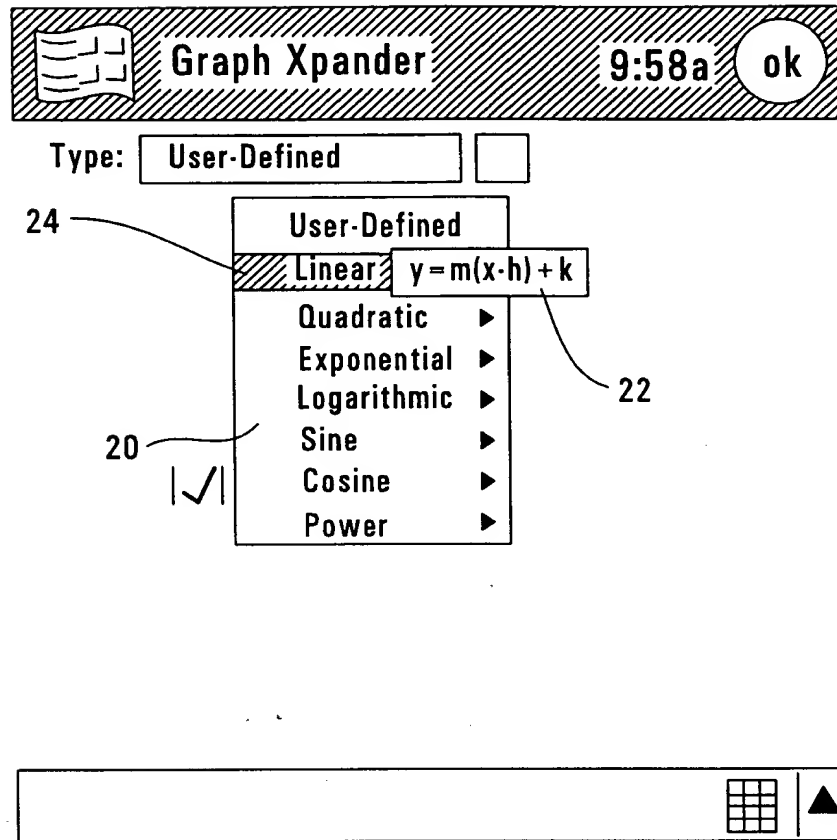 Graph Xpander 9:58a ok
Type: User-Defined
24 User-Defined
Linear y=m(x-h)+k
Quadratic ▶
Exponential ▶
22
Logarithmic ▶
20 Sine ▶
Cosine ▶
Power ▶